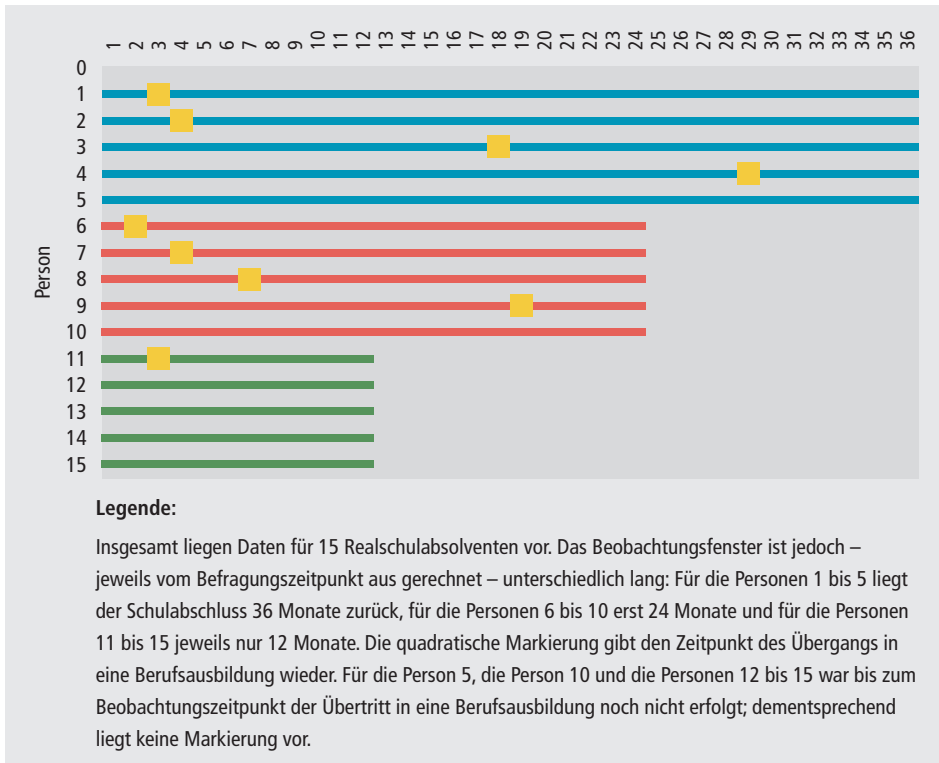 1 2 3 4 5 6 7 8 9 10 11 12 13 14 15 16 17 18 19 20 21 22 23 24 25 26 27 28 29 30 31 32 33 34 35 36
0
1
2
3
4
5
6
7
8
9
10
11
12
13
14
15
Person
Legende:
Insgesamt liegen Daten für 15 Realschulabsolventen vor. Das Beobachtungsfenster ist jedoch –
jeweils vom Befragungszeitpunkt aus gerechnet – unterschiedlich lang: Für die Personen 1 bis 5 liegt
der Schulabschluss 36 Monate zurück, für die Personen 6 bis 10 erst 24 Monate und für die Personen
11 bis 15 jeweils nur 12 Monate. Die quadratische Markierung gibt den Zeitpunkt des Übergangs in
eine Berufsausbildung wieder. Für die Person 5, die Person 10 und die Personen 12 bis 15 war bis zum
Beobachtungszeitpunkt der Übertritt in eine Berufsausbildung noch nicht erfolgt; dementsprechend
liegt keine Markierung vor.